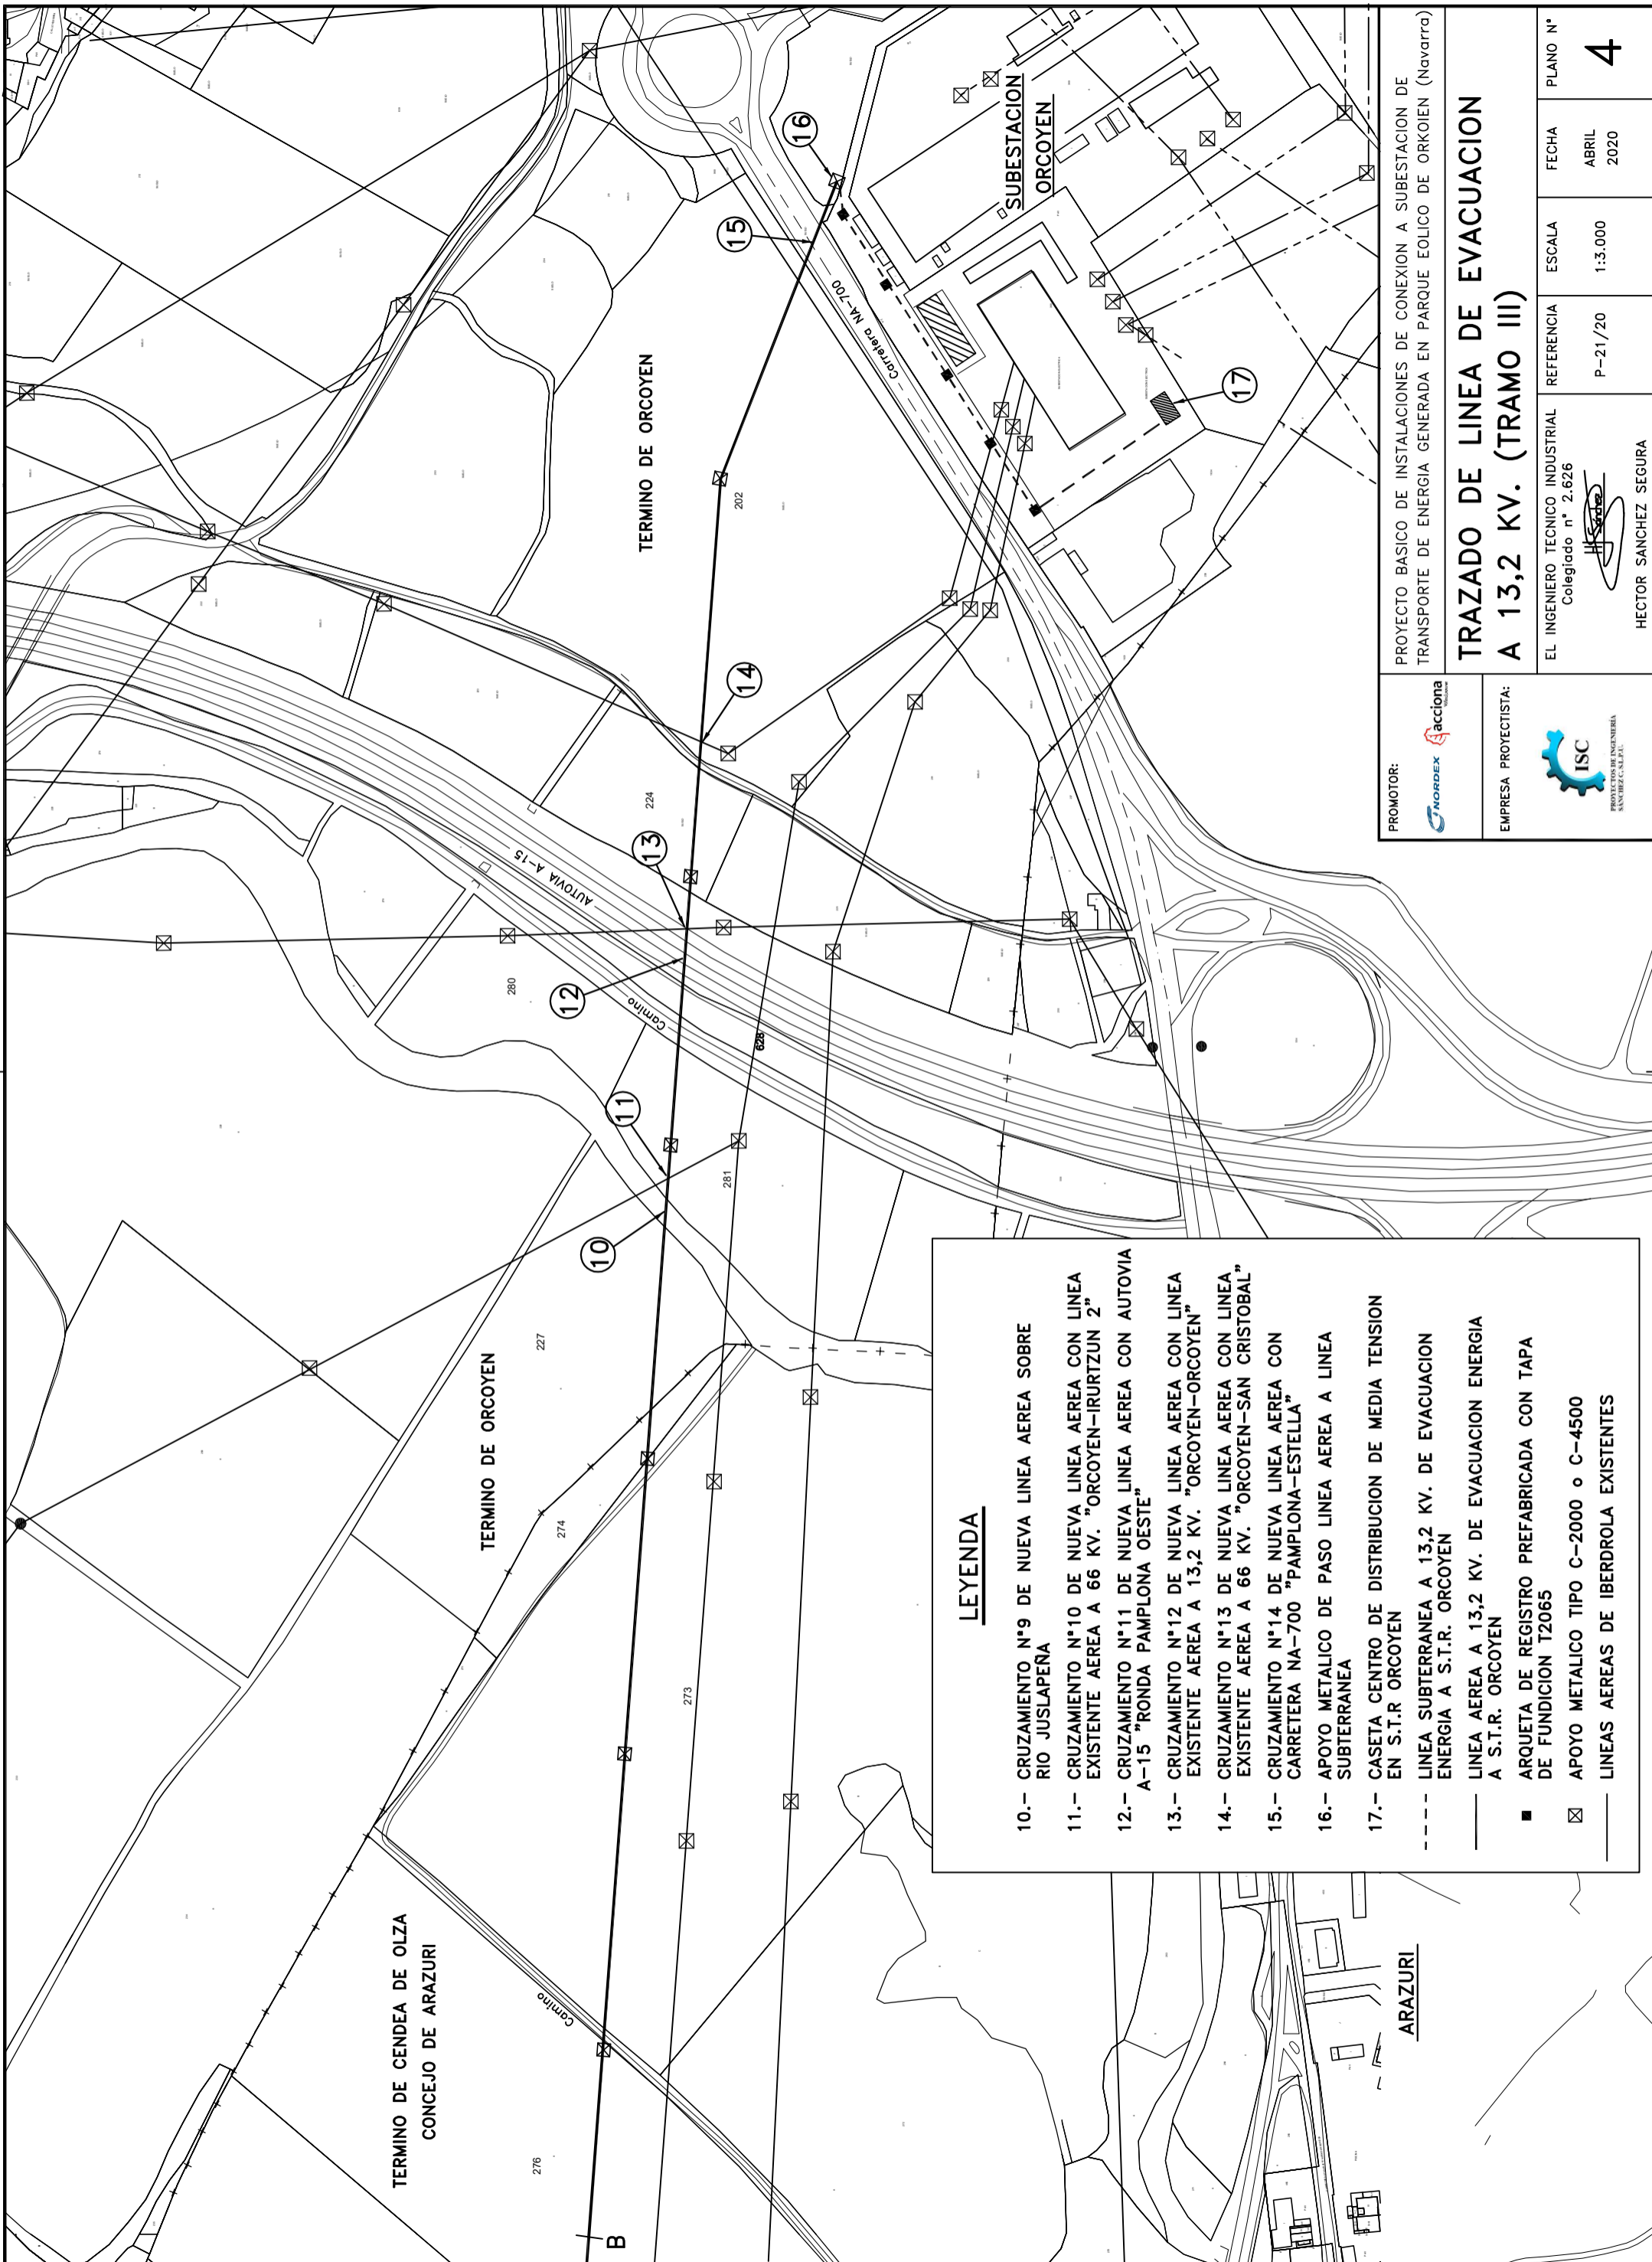 TERMINO DE CENDEA DE OLZA
CONCEJO DE ARAZURI
TERMINO DE ORCOYEN
TERMINO DE ORCOYEN
276
274
227
273
281
280
628
224
202
B
Camino
Camino
AUTOVIA A-15
Carretera NA-700
10
11
12
13
14
15
16
17
SUBESTACION
ORCOYEN
ARAZURI
LEYENDA
10.- CRUZAMIENTO Nº9 DE NUEVA LINEA AEREA SOBRE
RIO JUSLAPEÑA
11.- CRUZAMIENTO Nº10 DE NUEVA LINEA AEREA CON LINEA
EXISTENTE AEREA A 66 KV. "ORCOYEN-IRURTZUN 2"
12.- CRUZAMIENTO Nº11 DE NUEVA LINEA AEREA CON AUTOVIA
A-15 "RONDA PAMPLONA OESTE"
13.- CRUZAMIENTO Nº12 DE NUEVA LINEA AEREA CON LINEA
EXISTENTE AEREA A 13,2 KV. "ORCOYEN-ORCOYEN"
14.- CRUZAMIENTO Nº13 DE NUEVA LINEA AEREA CON LINEA
EXISTENTE AEREA A 66 KV. "ORCOYEN-SAN CRISTOBAL"
15.- CRUZAMIENTO Nº14 DE NUEVA LINEA AEREA CON
CARRETERA NA-700 "PAMPLONA-ESTELLA"
16.- APOYO METALICO DE PASO LINEA AEREA A LINEA
SUBTERRANEA
17.- CASETA CENTRO DE DISTRIBUCION DE MEDIA TENSION
EN S.T.R ORCOYEN
LINEA SUBTERRANEA A 13,2 KV. DE EVACUACION
ENERGIA A S.T.R. ORCOYEN
LINEA AEREA A 13,2 KV. DE EVACUACION ENERGIA
A S.T.R. ORCOYEN
ARQUETA DE REGISTRO PREFABRICADA CON TAPA
DE FUNDICION T2065
APOYO METALICO TIPO C-2000 o C-4500
LINEAS AEREAS DE IBERDROLA EXISTENTES
PROMOTOR:
NORDEX acciona
EMPRESA PROYECTISTA:
ISC
PROYECTOS DE INGENIERÍA
SÁNCHEZ C. S.L.P.U.
PROYECTO BASICO DE INSTALACIONES DE CONEXION A SUBESTACION DE
TRANSPORTE DE ENERGIA GENERADA EN PARQUE EOLICO DE ORKOIEN (Navarra)
TRAZADO DE LINEA DE EVACUACION
A 13,2 KV. (TRAMO III)
EL INGENIERO TECNICO INDUSTRIAL
Colegiado nº 2.626
HECTOR SANCHEZ SEGURA
REFERENCIA
P-21/20
ESCALA
1:3.000
FECHA
ABRIL
2020
PLANO Nº
4